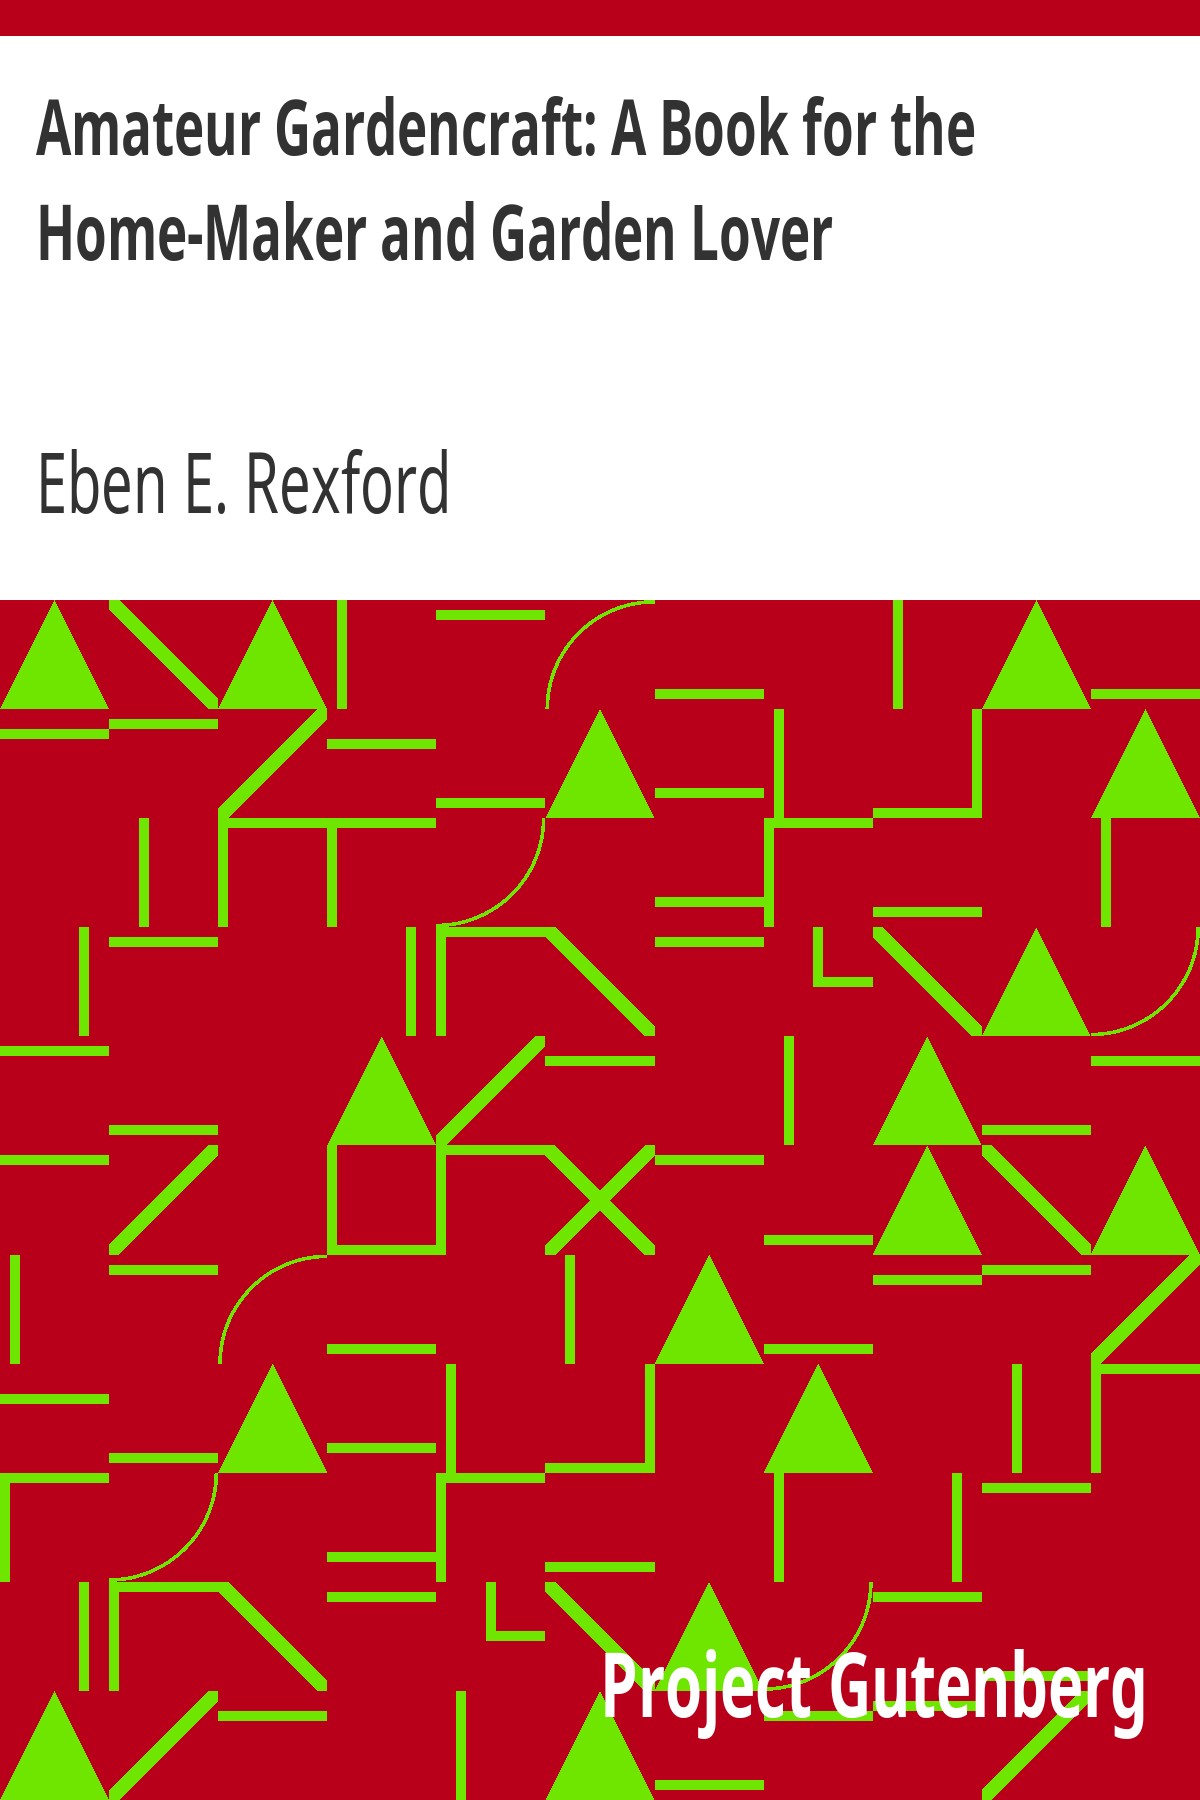 Amateur Gardencraft: A Book for the
Home-Maker and Garden Lover
Eben E. Rexford
Project Gutenberg